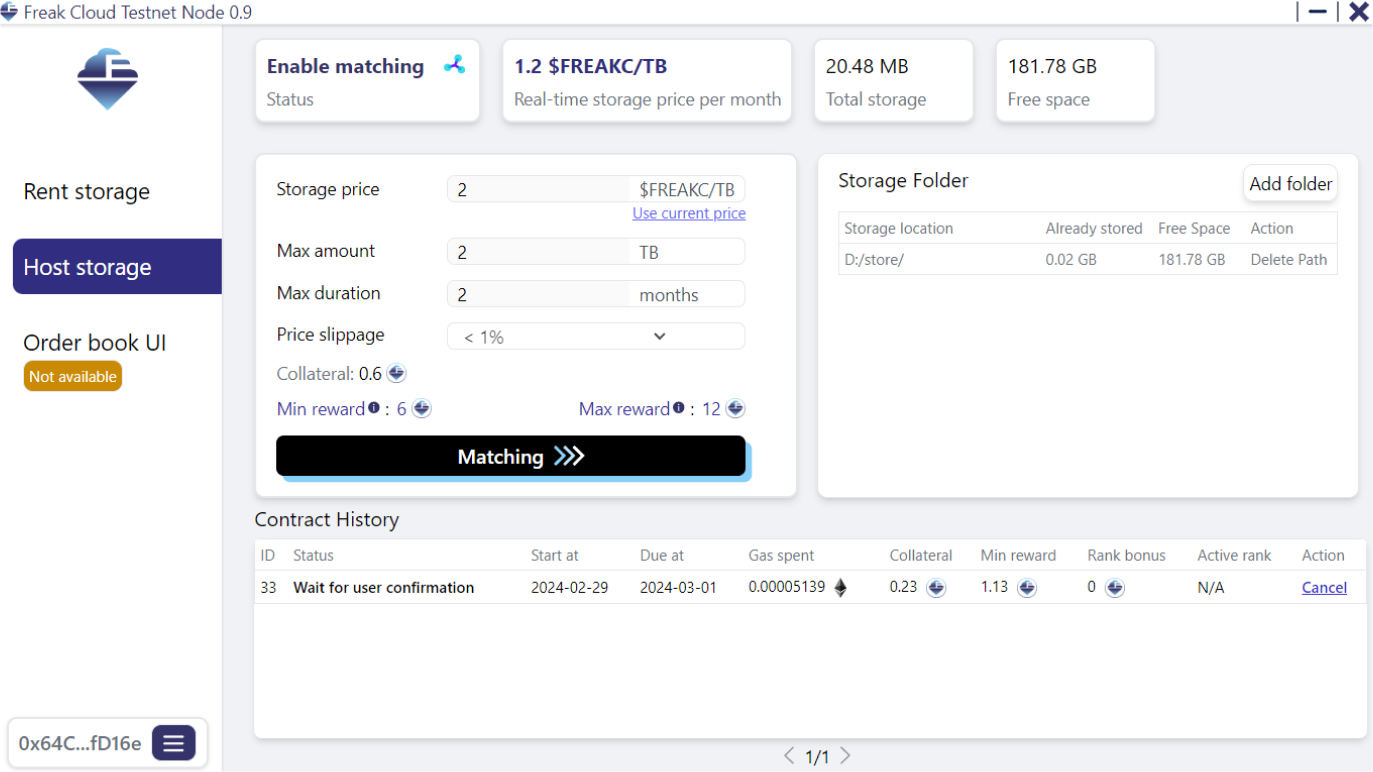 Freak Cloud Testnet Node 0.9
Rent storage
Host storage
Order book UI
Not available
0x64C...fD16e
Enable matching
Status
1.2 $FREAKC/TB
Real-time storage price per month
20.48 MB
Total storage
181.78 GB
Free space
Storage price 2 $FREAKC/TB
Use current price
Max amount 2 TB
Max duration 2 months
Price slippage < 1%
Collateral: 0.6
Min reward : 6 Max reward : 12
Matching
Storage Folder Add folder
Storage location Already stored Free Space Action
D:/store/ 0.02 GB 181.78 GB Delete Path
Contract History
ID Status Start at Due at Gas spent Collateral Min reward Rank bonus Active rank Action
33 Wait for user confirmation 2024-02-29 2024-03-01 0.00005139 0.23 1.13 0 N/A Cancel
1/1